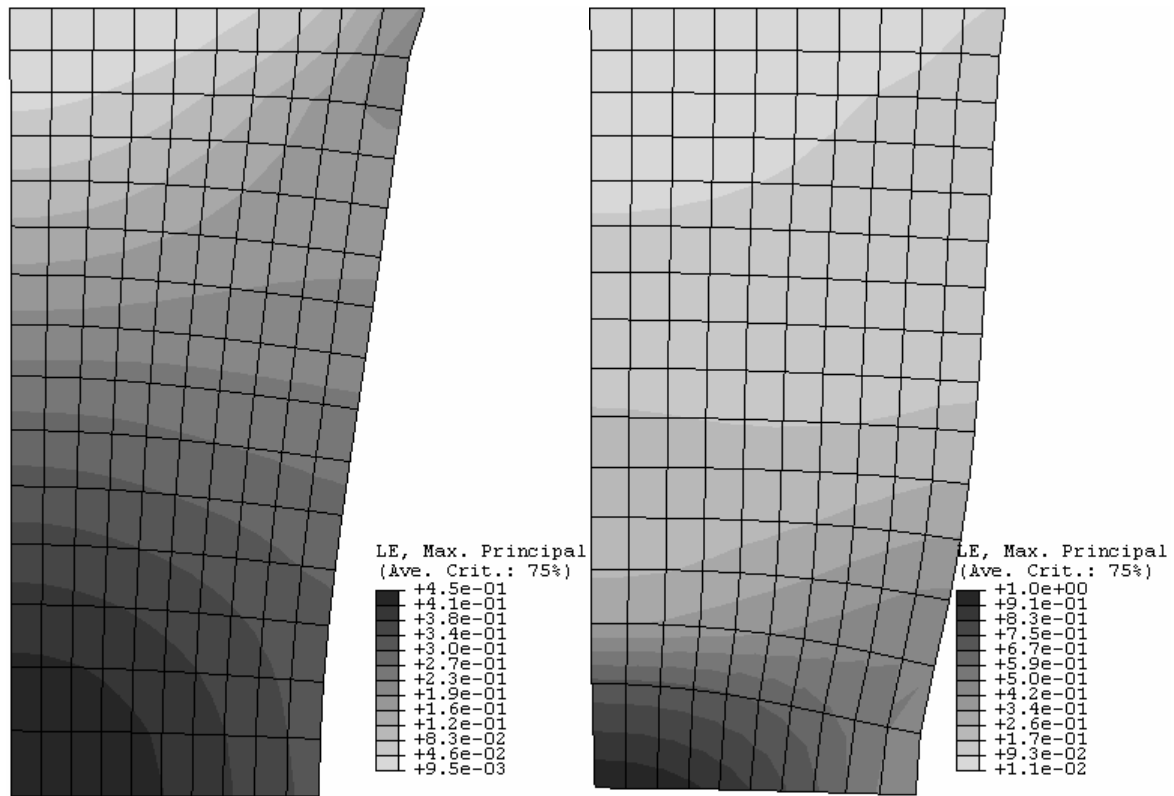 LE, Max. Principal
(Ave. Crit.: 75%)
+4.5e-01
+4.1e-01
+3.8e-01
+3.4e-01
+3.0e-01
+2.7e-01
+2.3e-01
+1.9e-01
+1.6e-01
+1.2e-01
+8.3e-02
+4.6e-02
+9.5e-03
LE, Max. Principal
(Ave. Crit.: 75%)
+1.0e+00
+9.1e-01
+8.3e-01
+7.5e-01
+6.7e-01
+5.9e-01
+5.0e-01
+4.2e-01
+3.4e-01
+2.6e-01
+1.7e-01
+9.3e-02
+1.1e-02